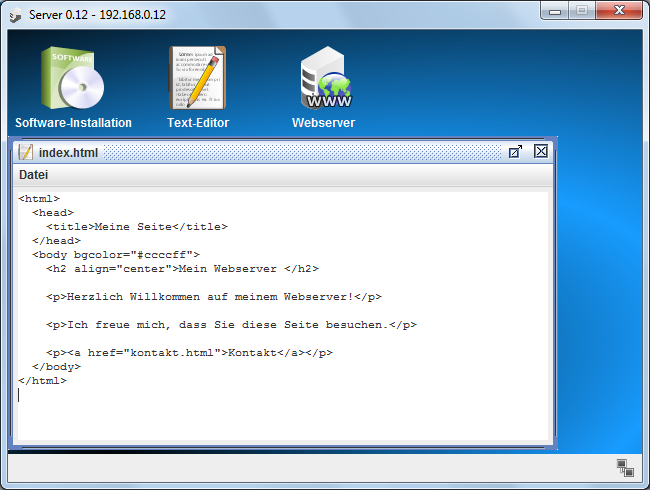 Server 0.12 - 192.168.0.12
SOFTWARE
WWW
Software-Installation
Text-Editor
Webserver
index.html
Datei
<html>
<head>
<title>Meine Seite</title>
</head>
<body bgcolor="#ccccff">
<h2 align="center">Mein Webserver </h2>
<p>Herzlich Willkommen auf meinem Webserver!</p>
<p>Ich freue mich, dass Sie diese Seite besuchen.</p>
<p><a href="kontakt.html">Kontakt</a></p>
</body>
</html>